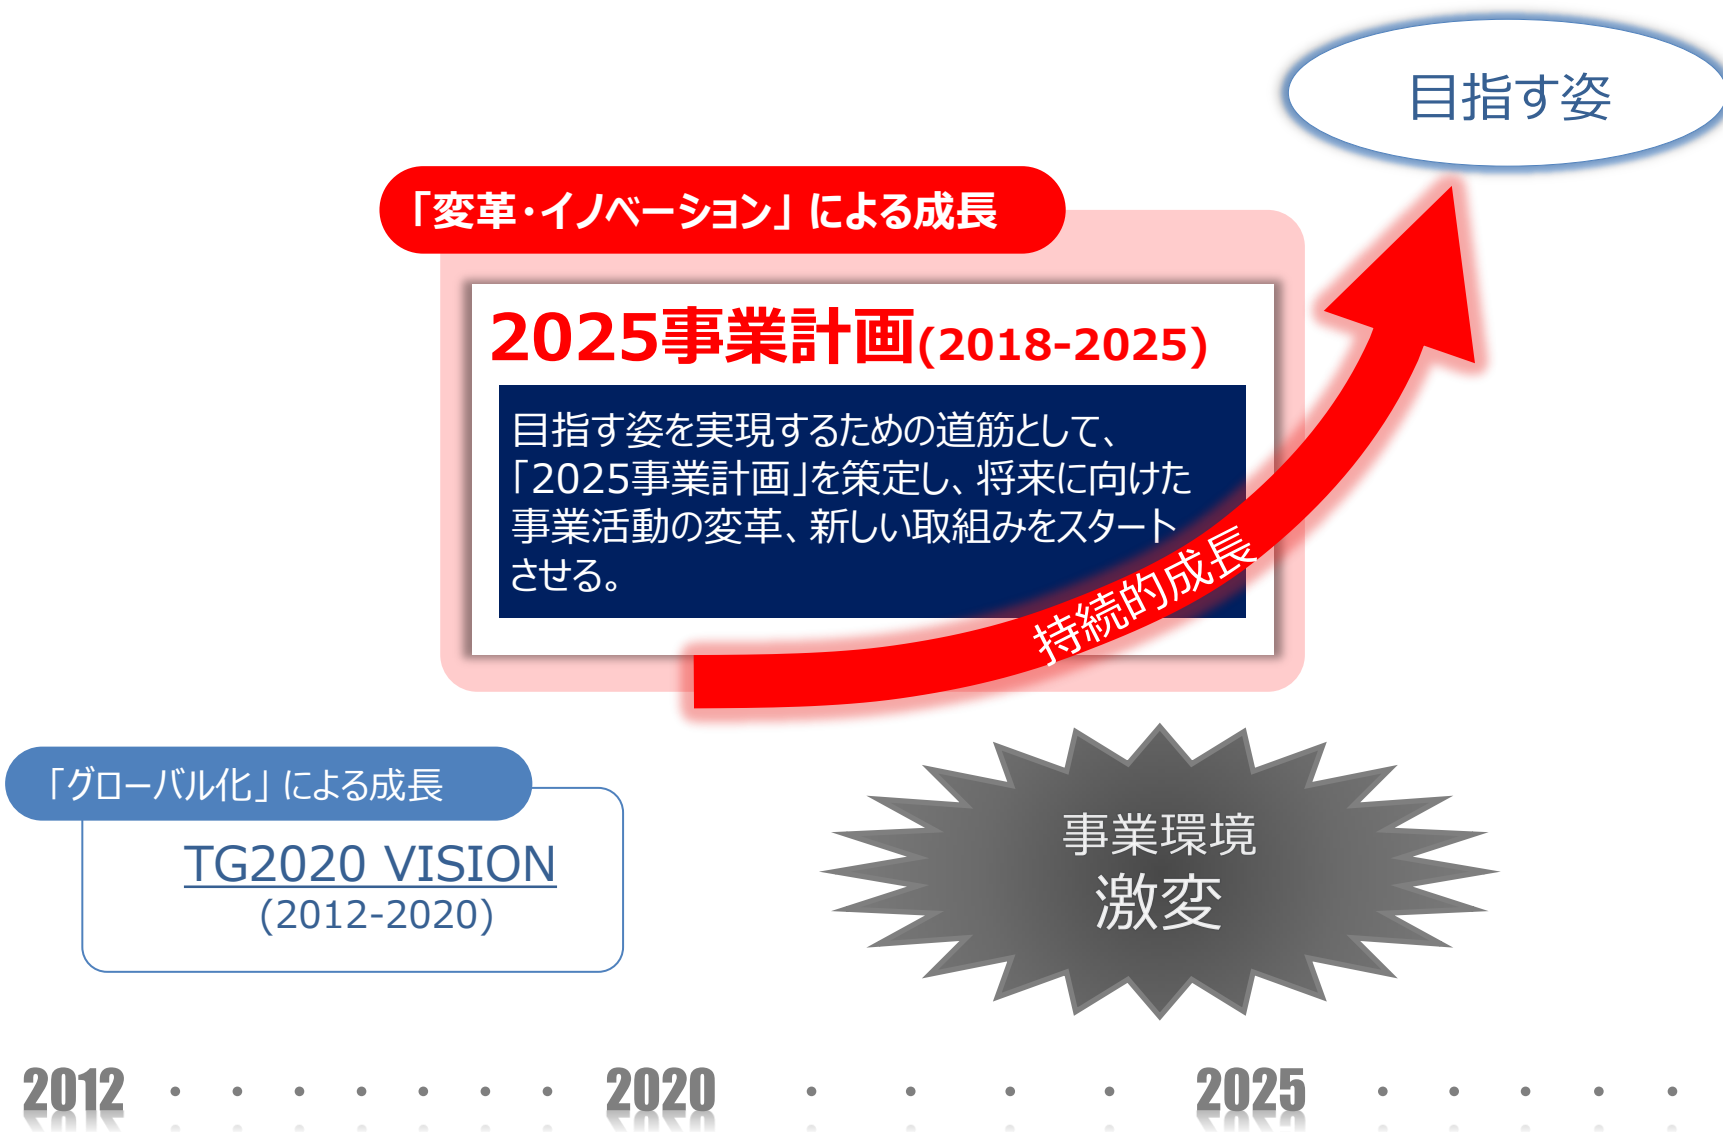 目指す姿
「変革・イノベーション」による成長
2025事業計画(2018-2025)
目指す姿を実現するための道筋として、
「2025事業計画」を策定し、将来に向けた
事業活動の変革、新しい取組みをスタート
させる。
持続的成長
「グローバル化」による成長
TG2020 VISION
(2012-2020)
事業環境
激変
2012 ・ ・ ・ ・ ・ ・ ・ 2020 ・ ・ ・ ・ 2025 ・ ・ ・ ・ ・